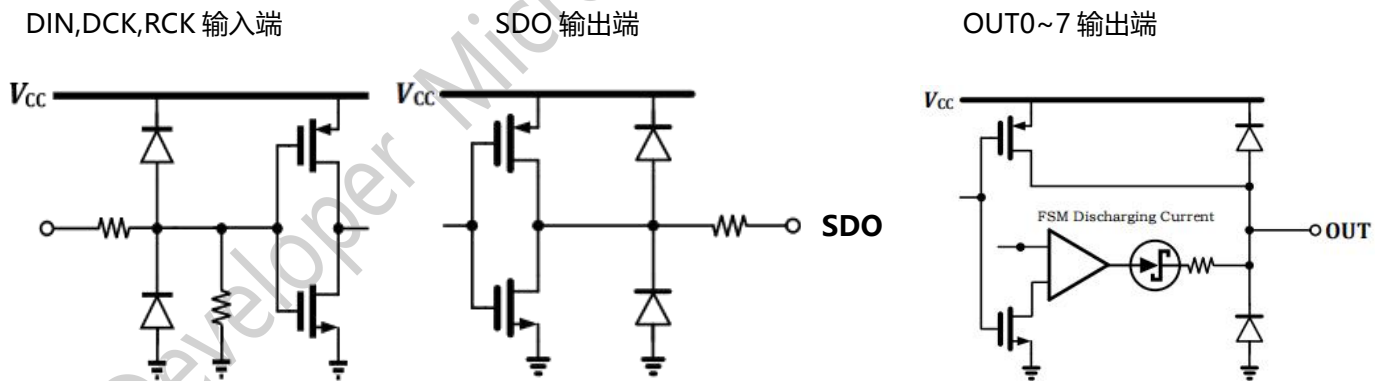 DIN,DCK,RCK 输入端
SDO 输出端
OUT0~7 输出端
VCC
VCC
VCC
FSM Discharging Current
SDO
OUT
Developer